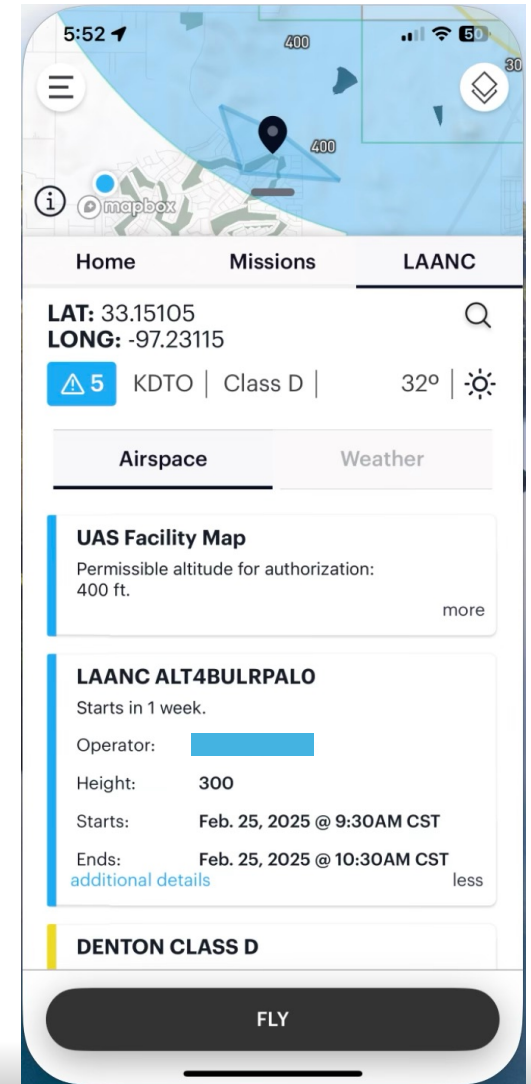 5:52
400
50
30
400
i
mapbox
Home Missions LAANC
LAT: 33.15105
LONG: -97.23115
5 KDTO | Class D | 32º |
Airspace Weather
UAS Facility Map
Permissible altitude for authorization:
400 ft.
more
LAANC ALT4BULRPAL0
Starts in 1 week.
Operator:
Height: 300
Starts: Feb. 25, 2025 @ 9:30AM CST
Ends: Feb. 25, 2025 @ 10:30AM CST
additional details less
DENTON CLASS D
FLY